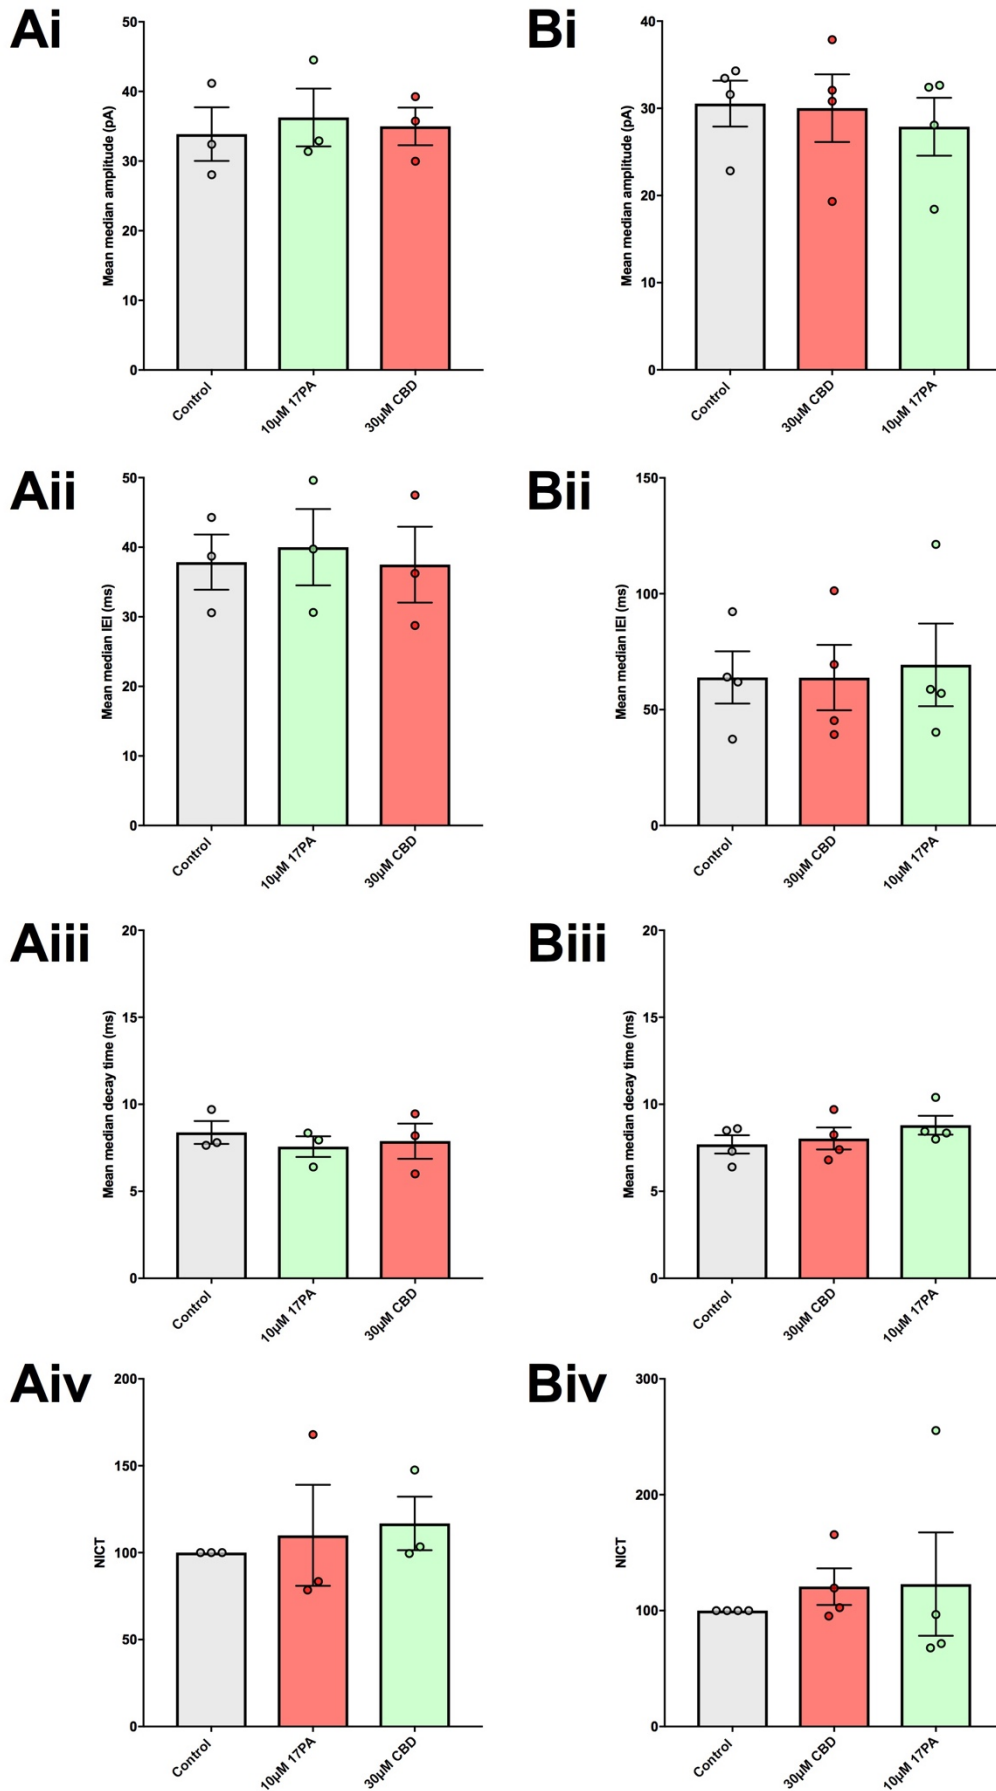 Ai
Mean median amplitude (pA)
50
40
30
20
10
0
Control
10µM 17PA
30µM CBD
Bi
Mean median amplitude (pA)
40
30
20
10
0
Control
30µM CBD
10µM 17PA
Aii
Mean median IEI (ms)
50
40
30
20
10
0
Control
10µM 17PA
30µM CBD
Bii
Mean median IEI (ms)
150
100
50
0
Control
30µM CBD
10µM 17PA
Aiii
Mean median decay time (ms)
20
15
10
5
0
Control
10µM 17PA
30µM CBD
Biii
Mean median decay time (ms)
20
15
10
5
0
Control
30µM CBD
10µM 17PA
Aiv
NICT
200
150
100
50
0
Control
10µM 17PA
30µM CBD
Biv
NICT
300
200
100
0
Control
30µM CBD
10µM 17PA